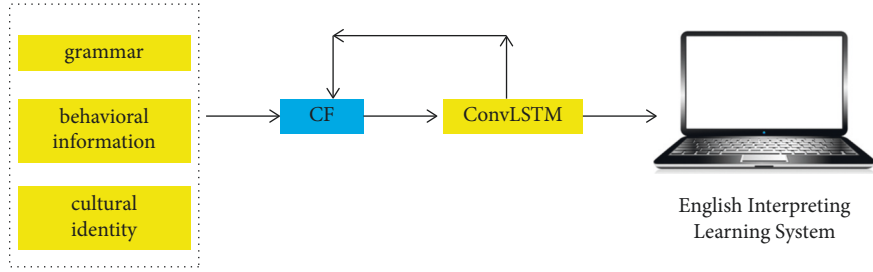 grammar
behavioral
information
cultural
identity
CF
ConvLSTM
English Interpreting
Learning System